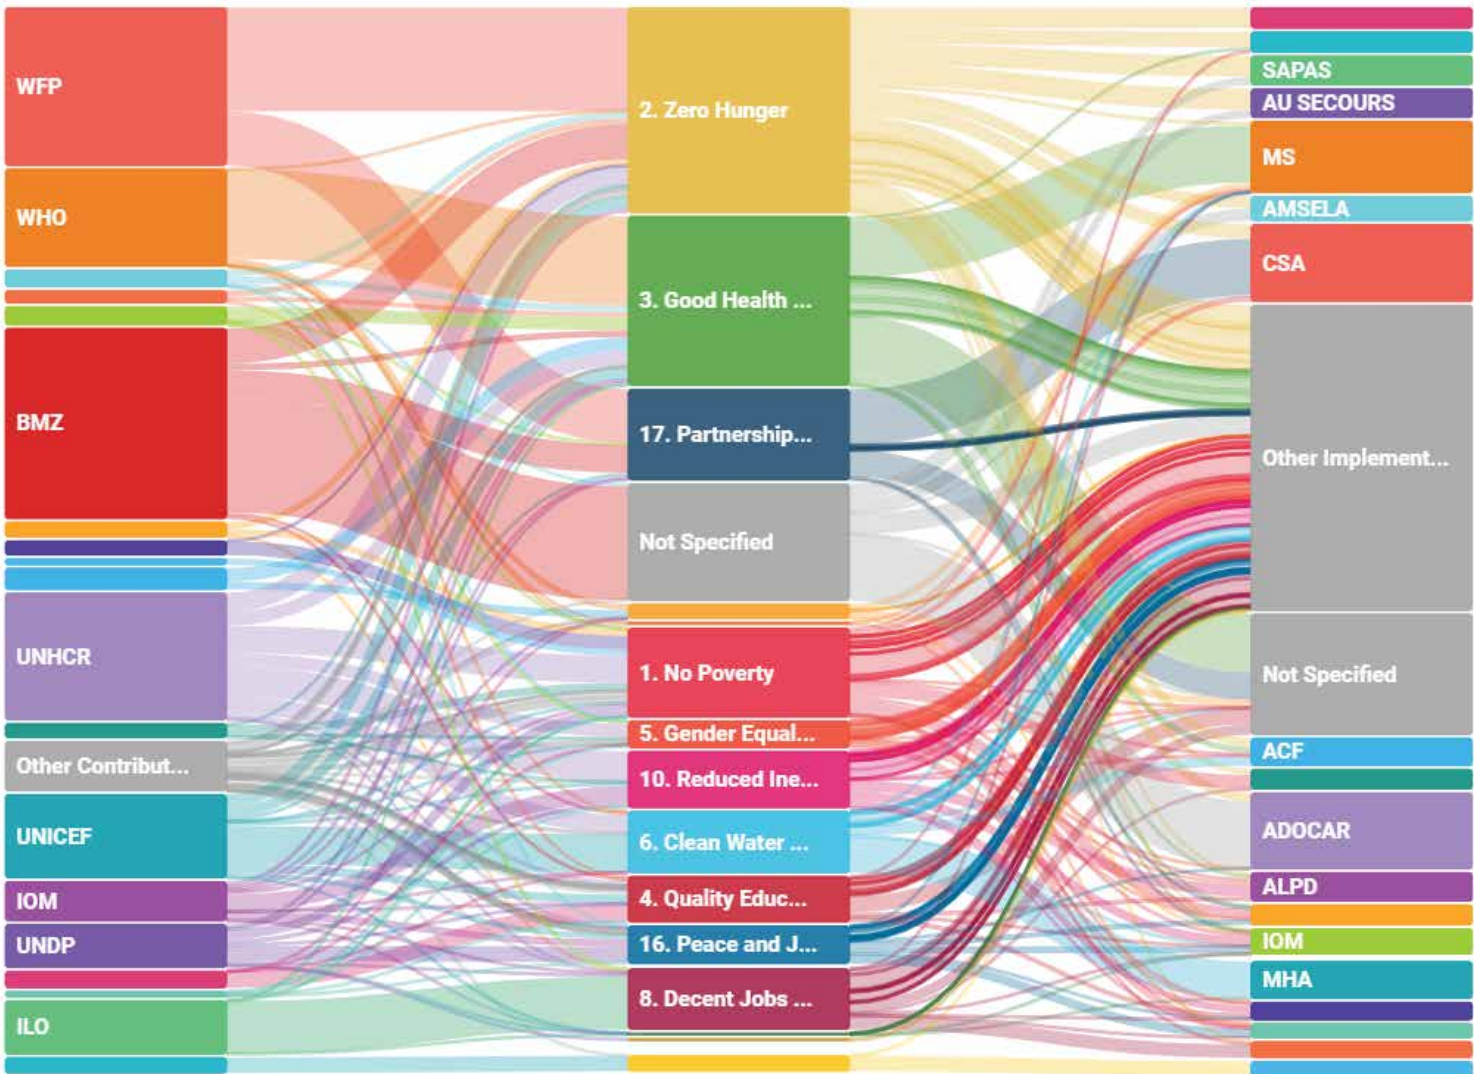 WFP
WHO
BMZ
UNHCR
Other Contribut...
UNICEF
IOM
UNDP
ILO
2. Zero Hunger
3. Good Health ...
17. Partnership...
Not Specified
1. No Poverty
5. Gender Equal...
10. Reduced Ine...
6. Clean Water ...
4. Quality Educ...
16. Peace and J...
8. Decent Jobs ...
SAPAS
AU SECOURS
MS
AMSELA
CSA
Other Implement...
Not Specified
ACF
ADOCAR
ALPD
IOM
MHA